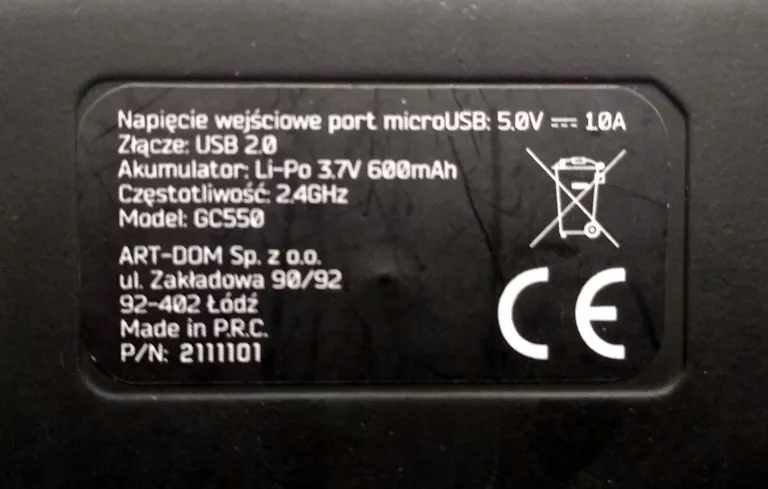 Napięcie wejściowe port microUSB: 5.0V ⎓ 1.0A
Złącze: USB 2.0
Akumulator: Li-Po 3.7V 600mAh
Częstotliwość: 2.4GHz
Model: GC550
ART-DOM Sp. z o.o.
ul. Zakładowa 90/92
92-402 Łódź
Made in P.R.C.
P/N: 2111101
CE